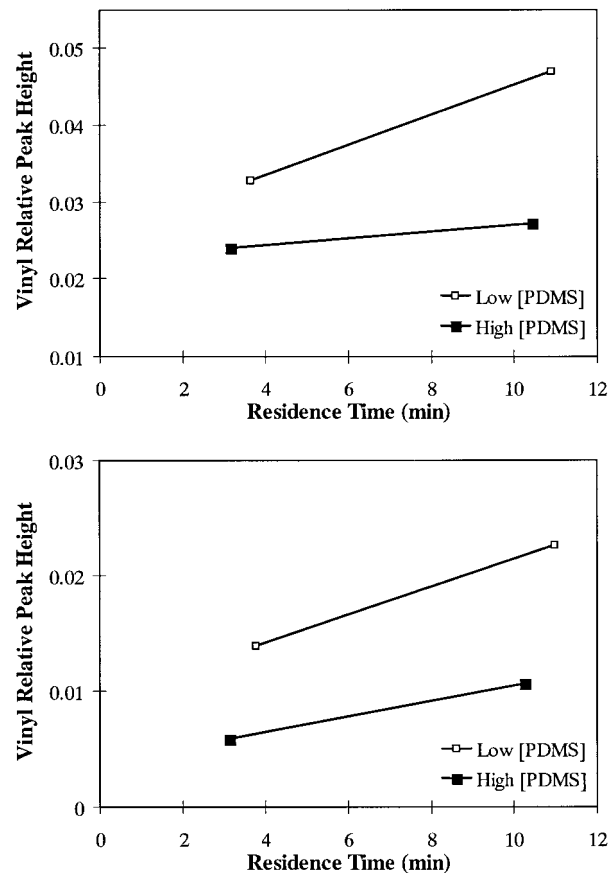 Vinyl Relative Peak Height
0.05
0.04
0.03
0.02
0.01
Low [PDMS]
High [PDMS]
0 2 4 6 8 10 12
Residence Time (min)
Vinyl Relative Peak Height
0.03
0.02
0.01
0
Low [PDMS]
High [PDMS]
0 2 4 6 8 10 12
Residence Time (min)